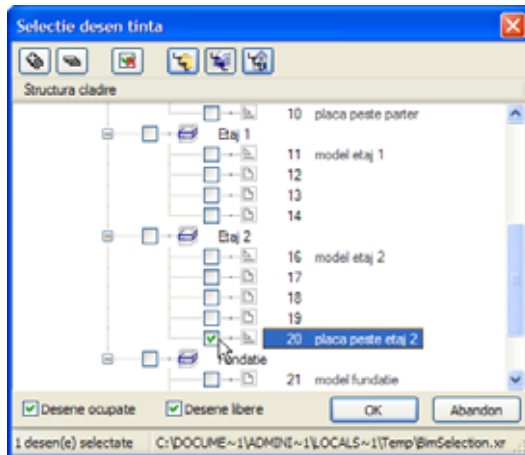 Selectie desen tinta
Structura cladire
10 placa peste parter
Etaj 1
11 model etaj 1
12
13
14
Etaj 2
16 model etaj 2
17
18
19
20 placa peste etaj 2
Fundatie
21 model fundatie
Desene ocupate Desene libere OK Abandon
1 desen(e) selectate C:\DOCUME~1\ADMINI~1\LOCALS~1\Temp\BimSelection.xr